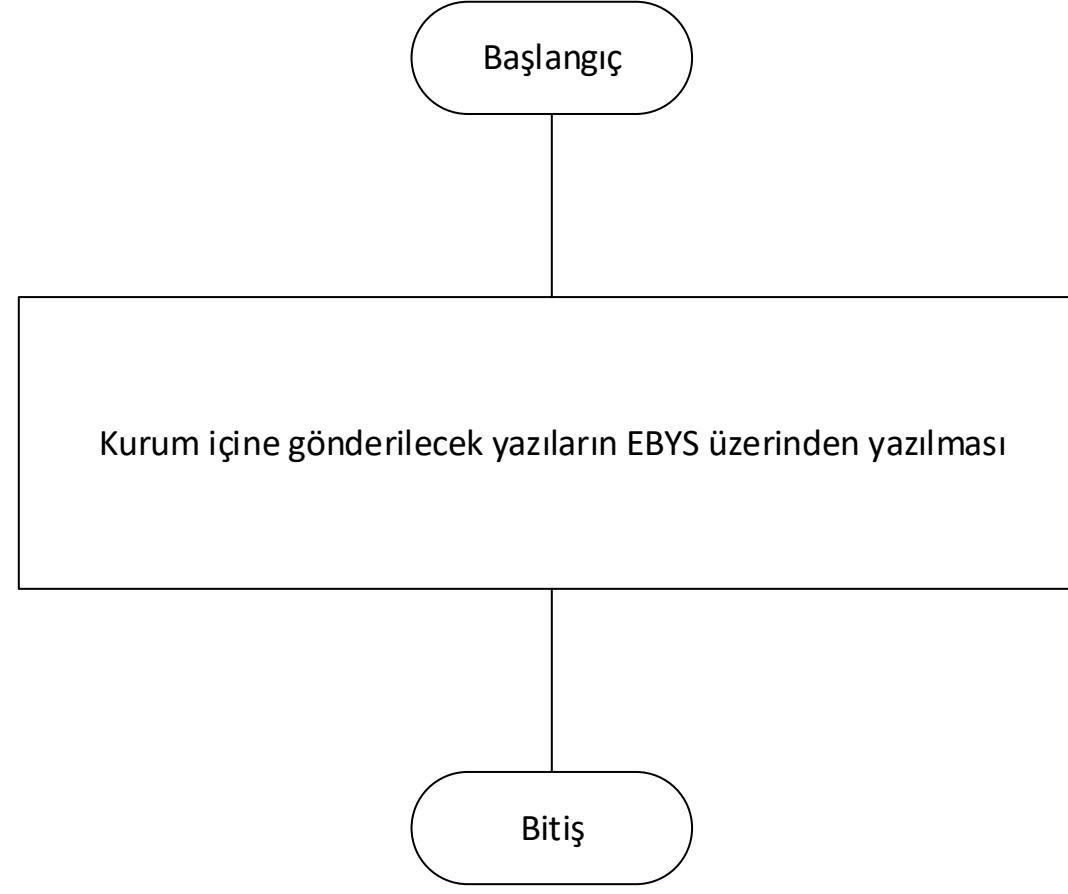 Başlangıç
Kurum içine gönderilecek yazıların EBYS üzerinden yazılması
Bitiş